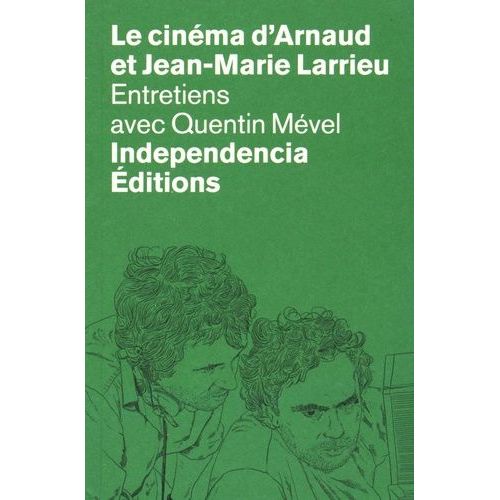 Le cinéma d'Arnaud
et Jean-Marie Larrieu
Entretiens
avec Quentin Mével
Independencia
Éditions